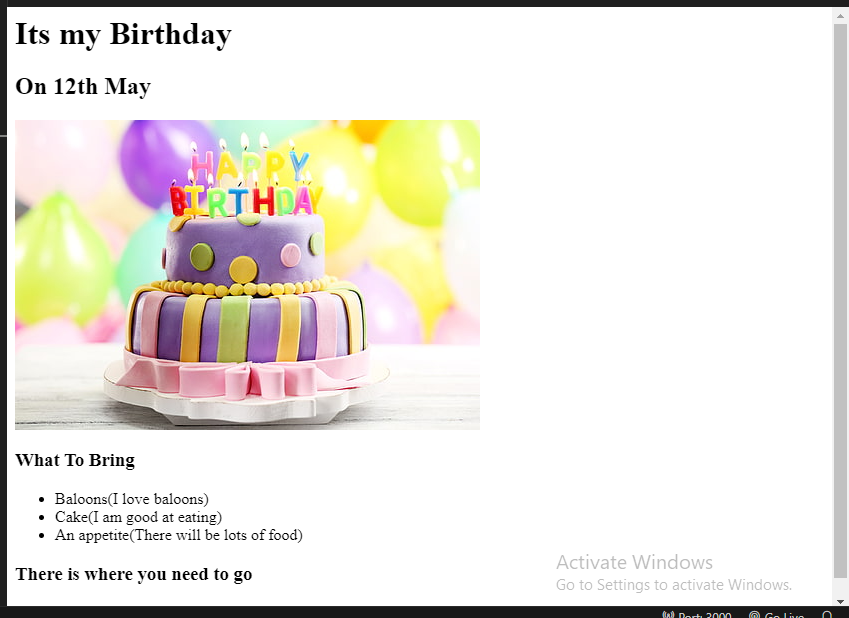 Its my Birthday
On 12th May
HAPPY
BIRTHDAY
What To Bring
Baloons(I love baloons)
Cake(I am good at eating)
An appetite(There will be lots of food)
There is where you need to go
Activate Windows
Go to Settings to activate Windows.
Port: 3000
Go Live